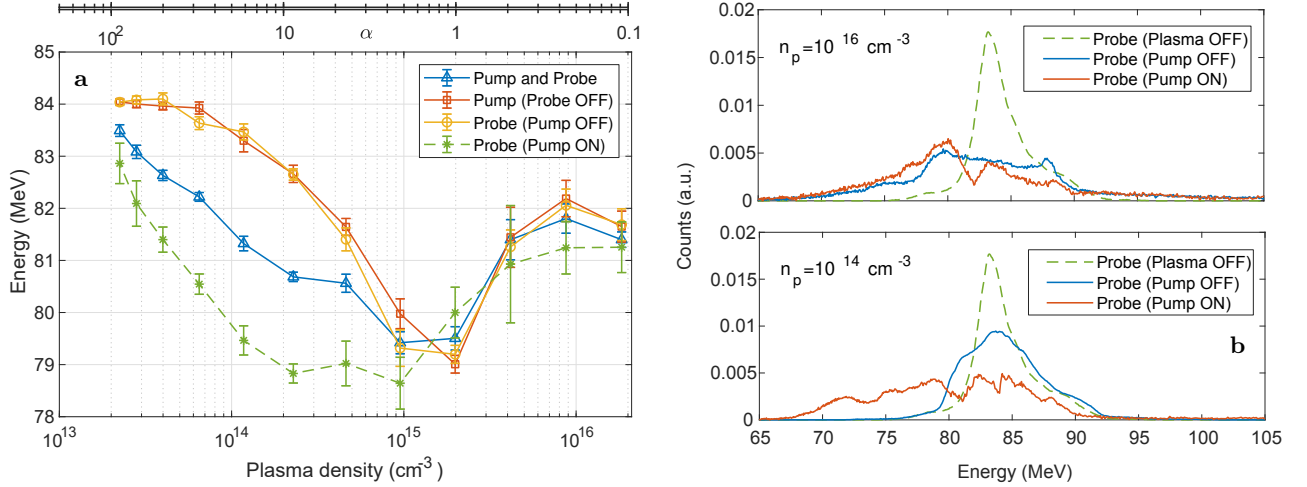 10² 10 α 1 0.1
a
85
84
83
82
81
80
79
78
Energy (MeV)
Pump and Probe
Pump (Probe OFF)
Probe (Pump OFF)
Probe (Pump ON)
10¹³ 10¹⁴ 10¹⁵ 10¹⁶
Plasma density (cm⁻³)
0.02
0.015
0.01
0.005
0
n_p=10 ¹⁶ cm⁻³
Probe (Plasma OFF)
Probe (Pump OFF)
Probe (Pump ON)
Counts (a.u.)
0.02
0.015
0.01
0.005
0
n_p=10 ¹⁴ cm⁻³
Probe (Plasma OFF)
Probe (Pump OFF)
Probe (Pump ON)
b
65 70 75 80 85 90 95 100 105
Energy (MeV)